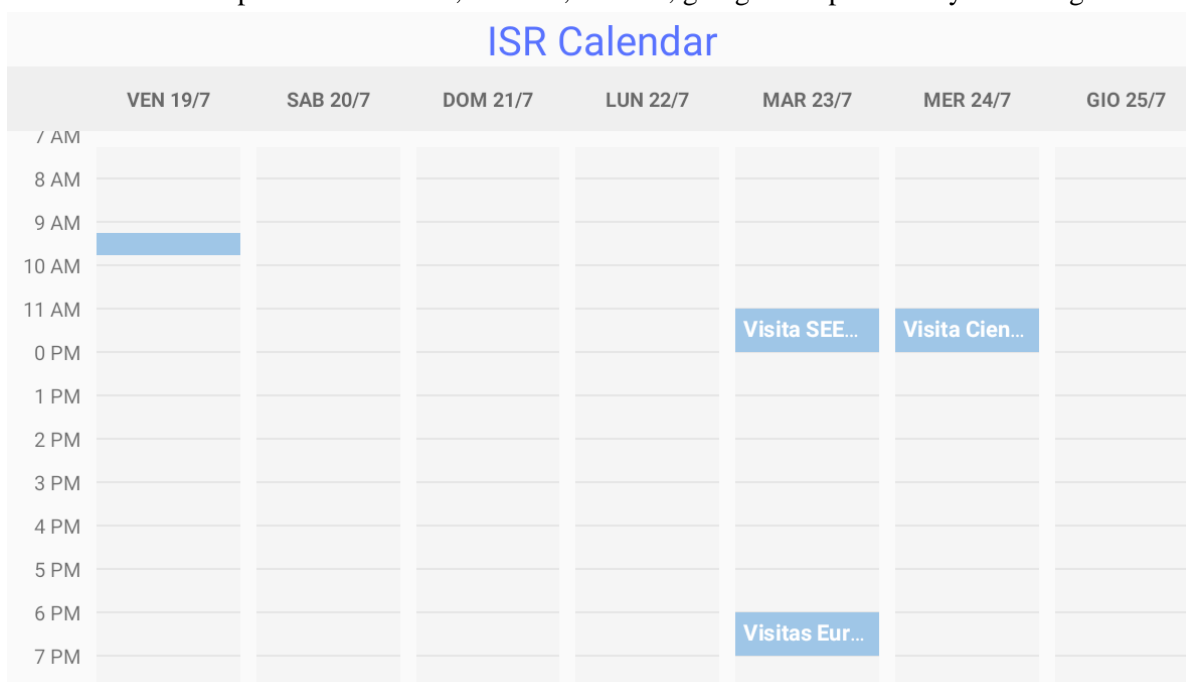 ISR Calendar
VEN 19/7 SAB 20/7 DOM 21/7 LUN 22/7 MAR 23/7 MER 24/7 GIO 25/7
7 AM
8 AM
9 AM
10 AM
11 AM
Visita SEE... Visita Cien...
0 PM
1 PM
2 PM
3 PM
4 PM
5 PM
6 PM
Visitas Eur...
7 PM